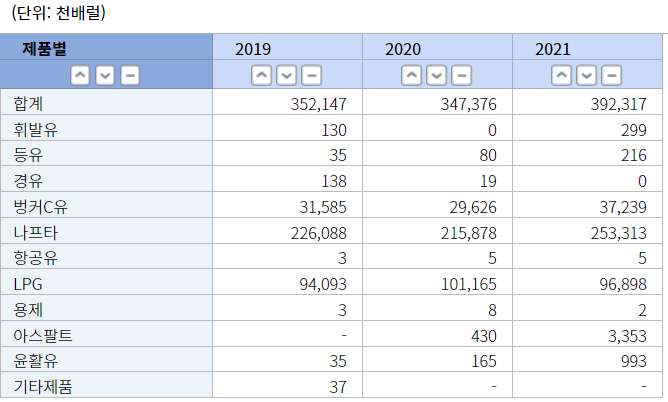 (단위: 천배럴)
제품별 2019 2020 2021
합계 352,147 347,376 392,317
휘발유 130 0 299
등유 35 80 216
경유 138 19 0
벙커C유 31,585 29,626 37,239
나프타 226,088 215,878 253,313
항공유 3 5 5
LPG 94,093 101,165 96,898
용제 3 8 2
아스팔트 - 430 3,353
윤활유 35 165 993
기타제품 37 - -